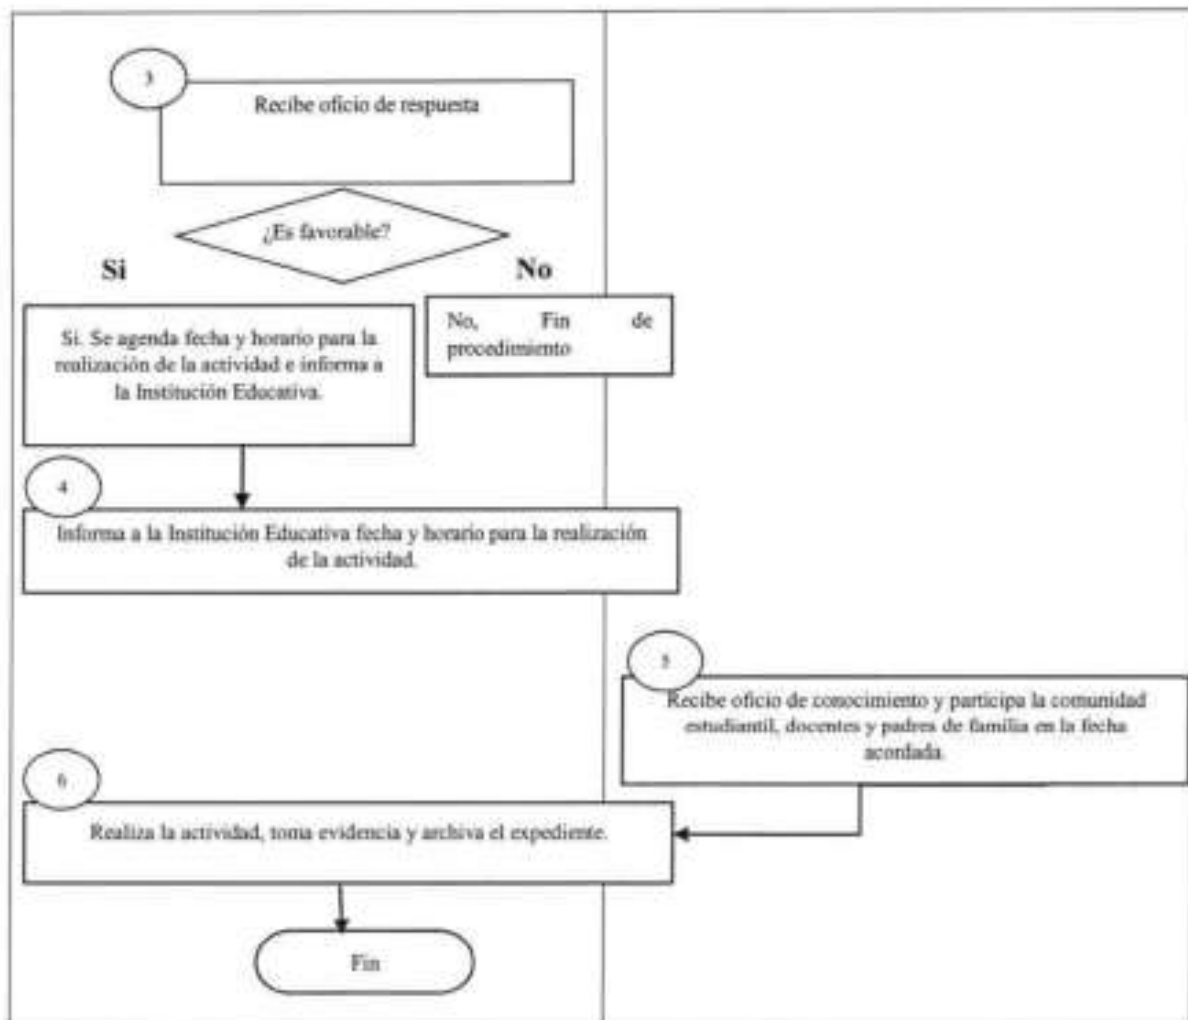 3
Recibe oficio de respuesta
¿Es favorable?
Si
No
Si. Se agenda fecha y horario para la
realización de la actividad e informa a
la Institución Educativa.
No, Fin de
procedimiento
4
Informa a la Institución Educativa fecha y horario para la realización
de la actividad.
5
Recibe oficio de conocimiento y participa la comunidad
estudiantil, docentes y padres de familia en la fecha
acordada.
6
Realiza la actividad, toma evidencia y archiva el expediente.
Fin